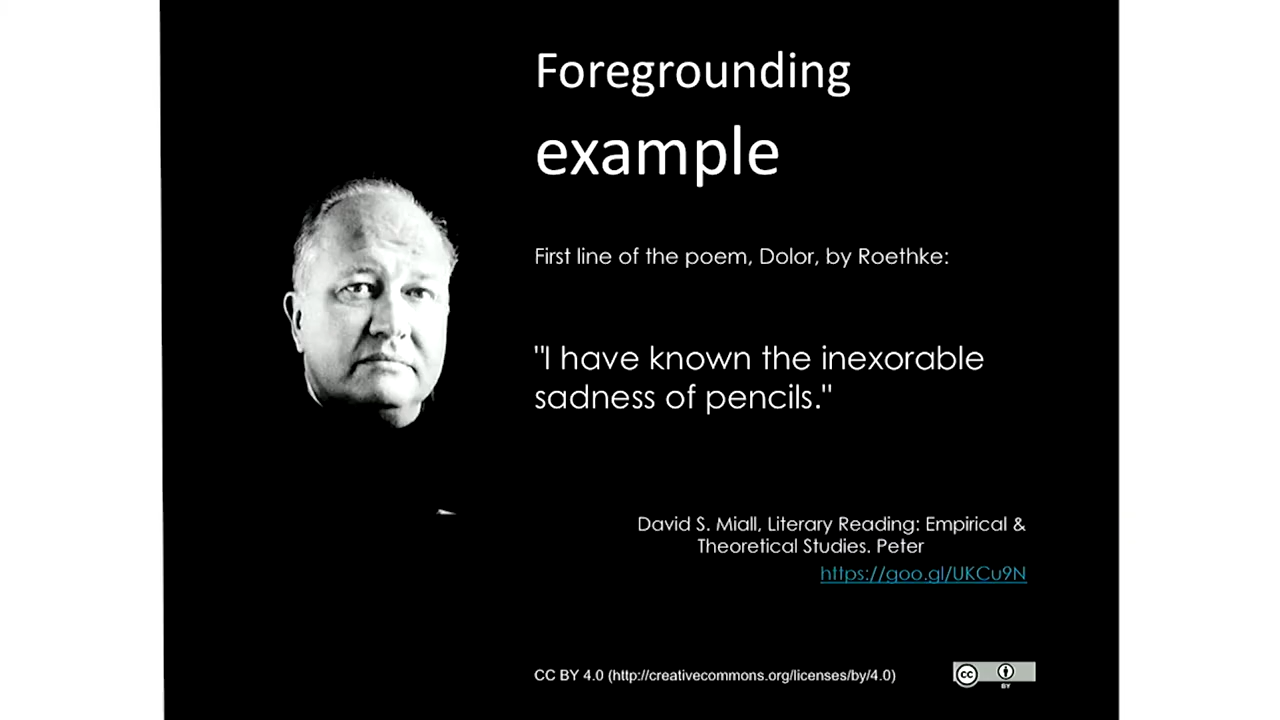 Foregrounding
example
First line of the poem, Dolor, by Roethke:
"I have known the inexorable
sadness of pencils."
David S. Miall, Literary Reading: Empirical &
Theoretical Studies. Peter
https://goo.gl/UKCu9N
CC BY 4.0 (http://creativecommons.org/licenses/by/4.0)
cc
BY